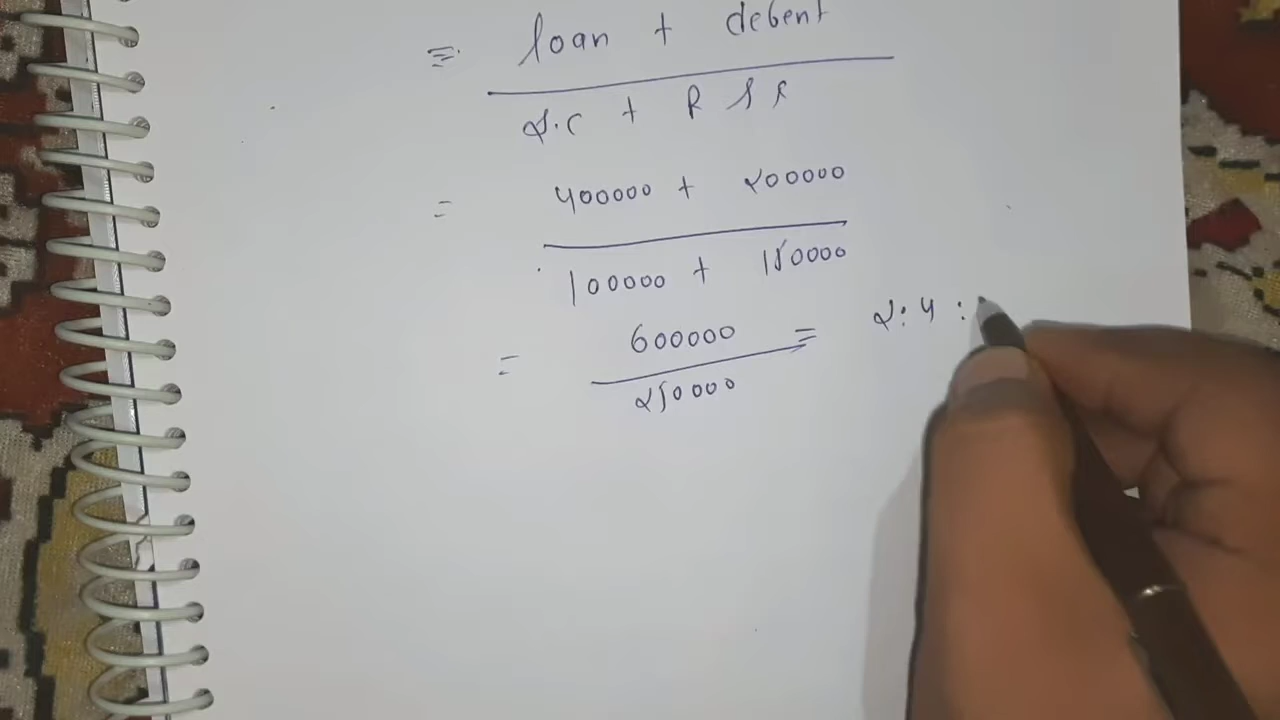 = loan + debent
S.C + R & R
= 400000 + 200000
100000 + 150000
= 600000 =
250000
2:4 :